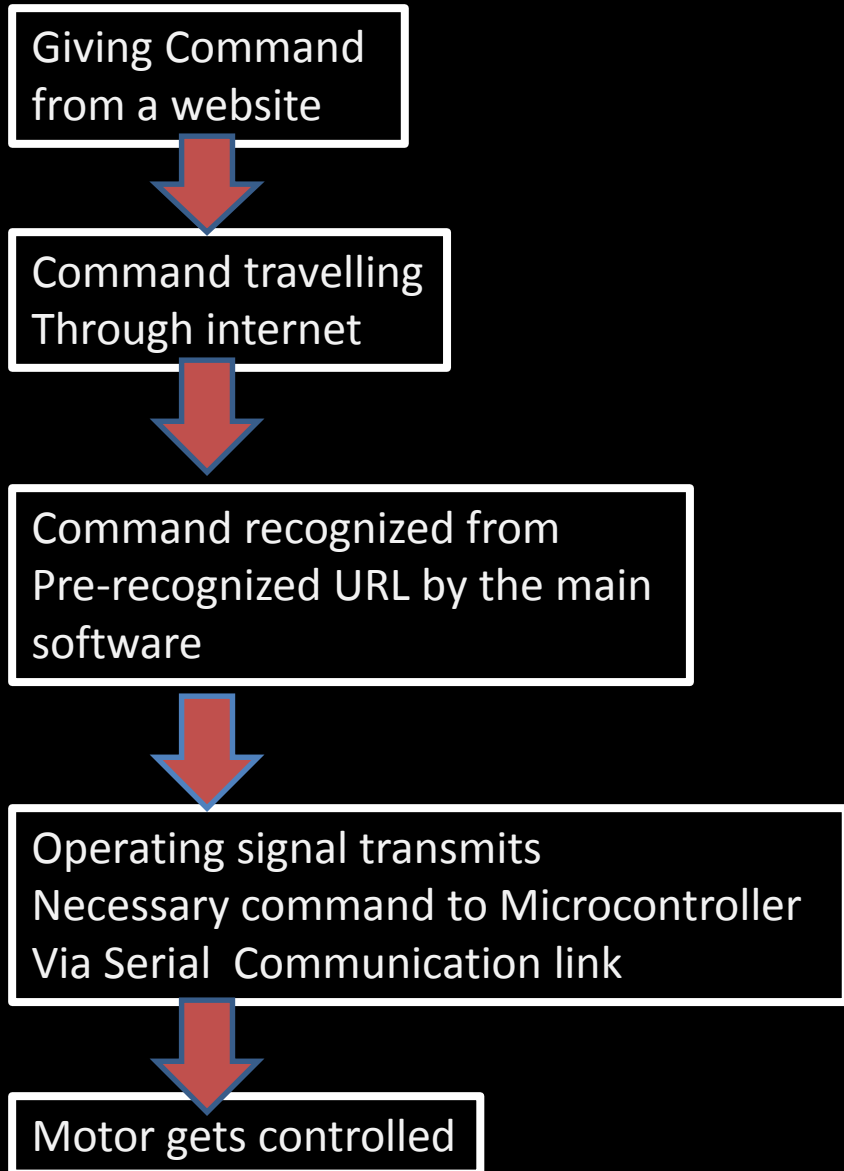 Giving Command
from a website
Command travelling
Through internet
Command recognized from
Pre-recognized URL by the main
software
Operating signal transmits
Necessary command to Microcontroller
Via Serial  Communication link
Motor gets controlled